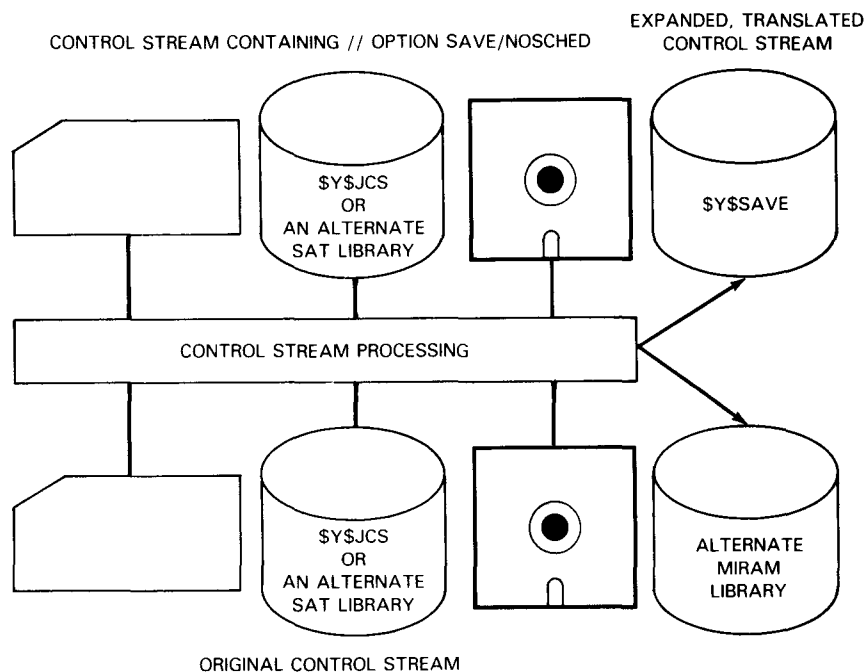 CONTROL STREAM CONTAINING // OPTION SAVE/NOSCHED
EXPANDED, TRANSLATED
CONTROL STREAM
$Y$JCS
OR
AN ALTERNATE
SAT LIBRARY
$Y$SAVE
CONTROL STREAM PROCESSING
$Y$JCS
OR
AN ALTERNATE
SAT LIBRARY
ALTERNATE
MIRAM
LIBRARY
ORIGINAL CONTROL STREAM